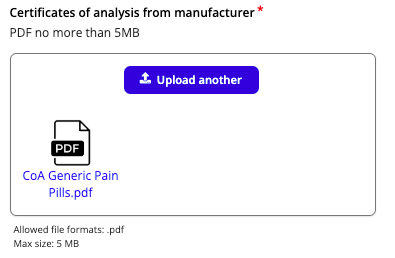 Certificates of analysis from manufacturer *
PDF no more than 5MB
Upload another
PDF
CoA Generic Pain
Pills.pdf
Allowed file formats: .pdf
Max size: 5 MB